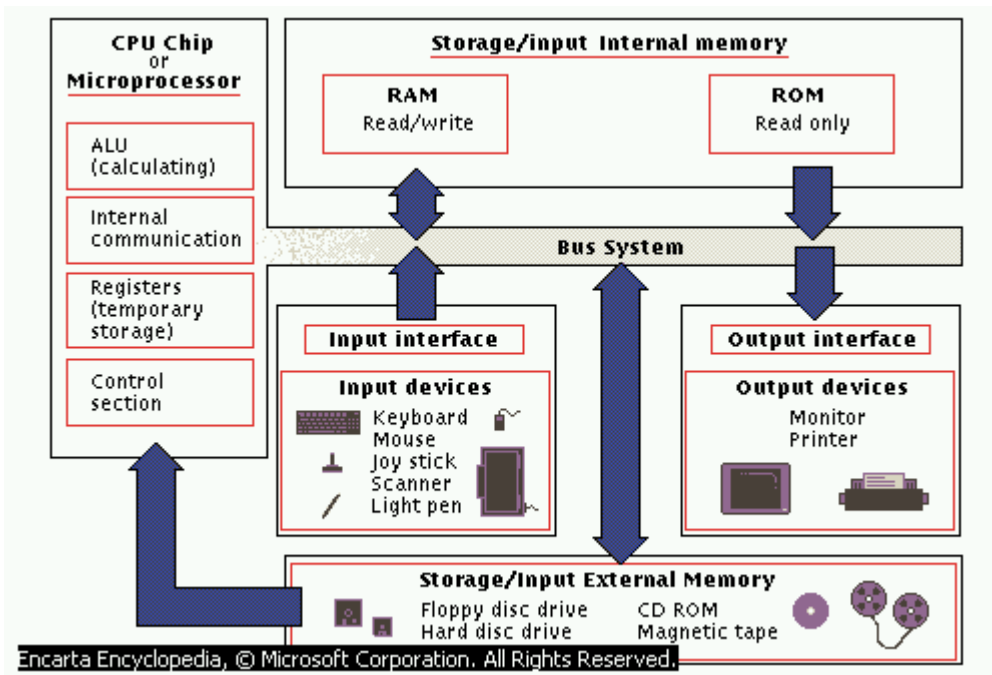 CPU Chip
or
Microprocessor
ALU
(calculating)
Internal
communication
Registers
(temporary
storage)
Control
section
Storage/input Internal memory
RAM
Read/write
ROM
Read only
Bus System
Input interface
Input devices
Keyboard
Mouse
Joy stick
Scanner
Light pen
Output interface
Output devices
Monitor
Printer
Storage/Input External Memory
Floppy disc drive
Hard disc drive
CD ROM
Magnetic tape
Encarta Encyclopedia, © Microsoft Corporation. All Rights Reserved.